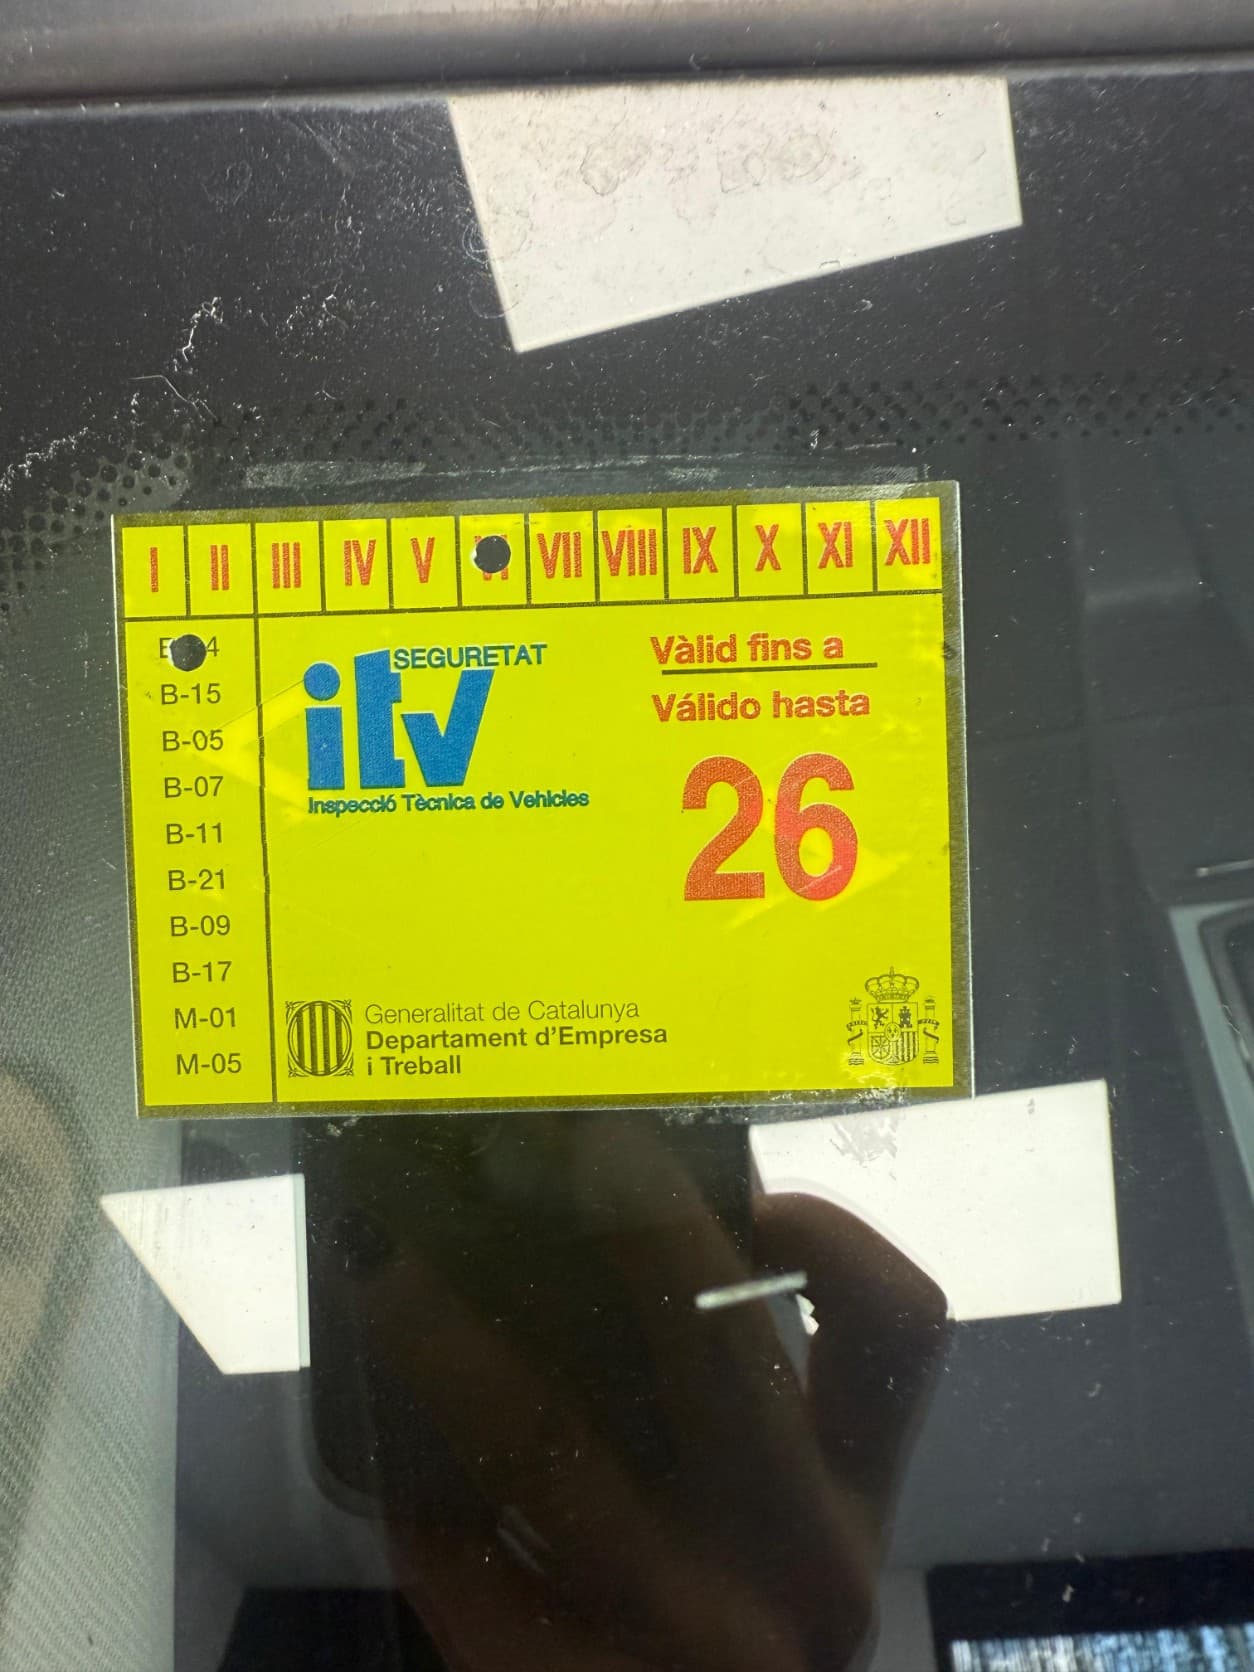 I II III IV V VII VIII IX X XI XII
B-15
B-05
B-07
B-11
B-21
B-09
B-17
M-01
M-05
SEGURETAT
itv
Inspecció Tècnica de Vehicles
Vàlid fins a
Válido hasta
26
Generalitat de Catalunya
Departament d'Empresa
i Treball